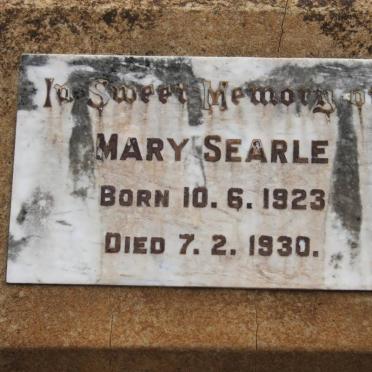 In Sweet Memory of
MARY SEARLE
BORN 10. 6. 1923
DIED 7. 2. 1930.